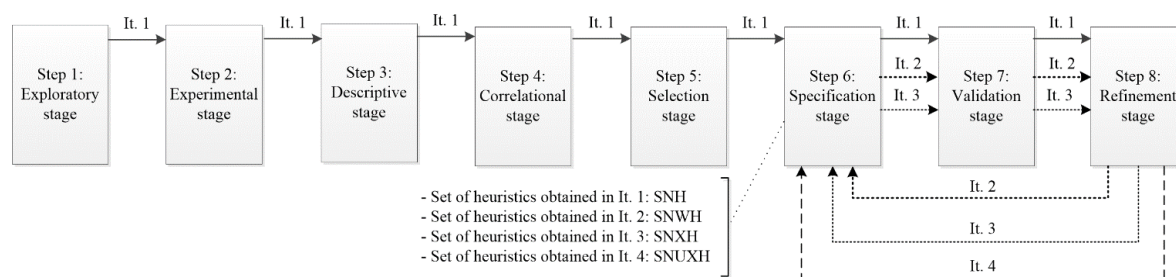 It. 1
It. 1
It. 1
It. 1
It. 1
It. 1
It. 1
Step 1:
Exploratory
stage
Step 2:
Experimental
stage
Step 3:
Descriptive
stage
Step 4:
Correlational
stage
Step 5:
Selection
stage
Step 6:
Specification
stage
It. 2
It. 3
Step 7:
Validation
stage
It. 2
It. 3
Step 8:
Refinement
stage
- Set of heuristics obtained in It. 1: SNH
- Set of heuristics obtained in It. 2: SNWH
- Set of heuristics obtained in It. 3: SNXH
- Set of heuristics obtained in It. 4: SNUXH
It. 2
It. 3
It. 4